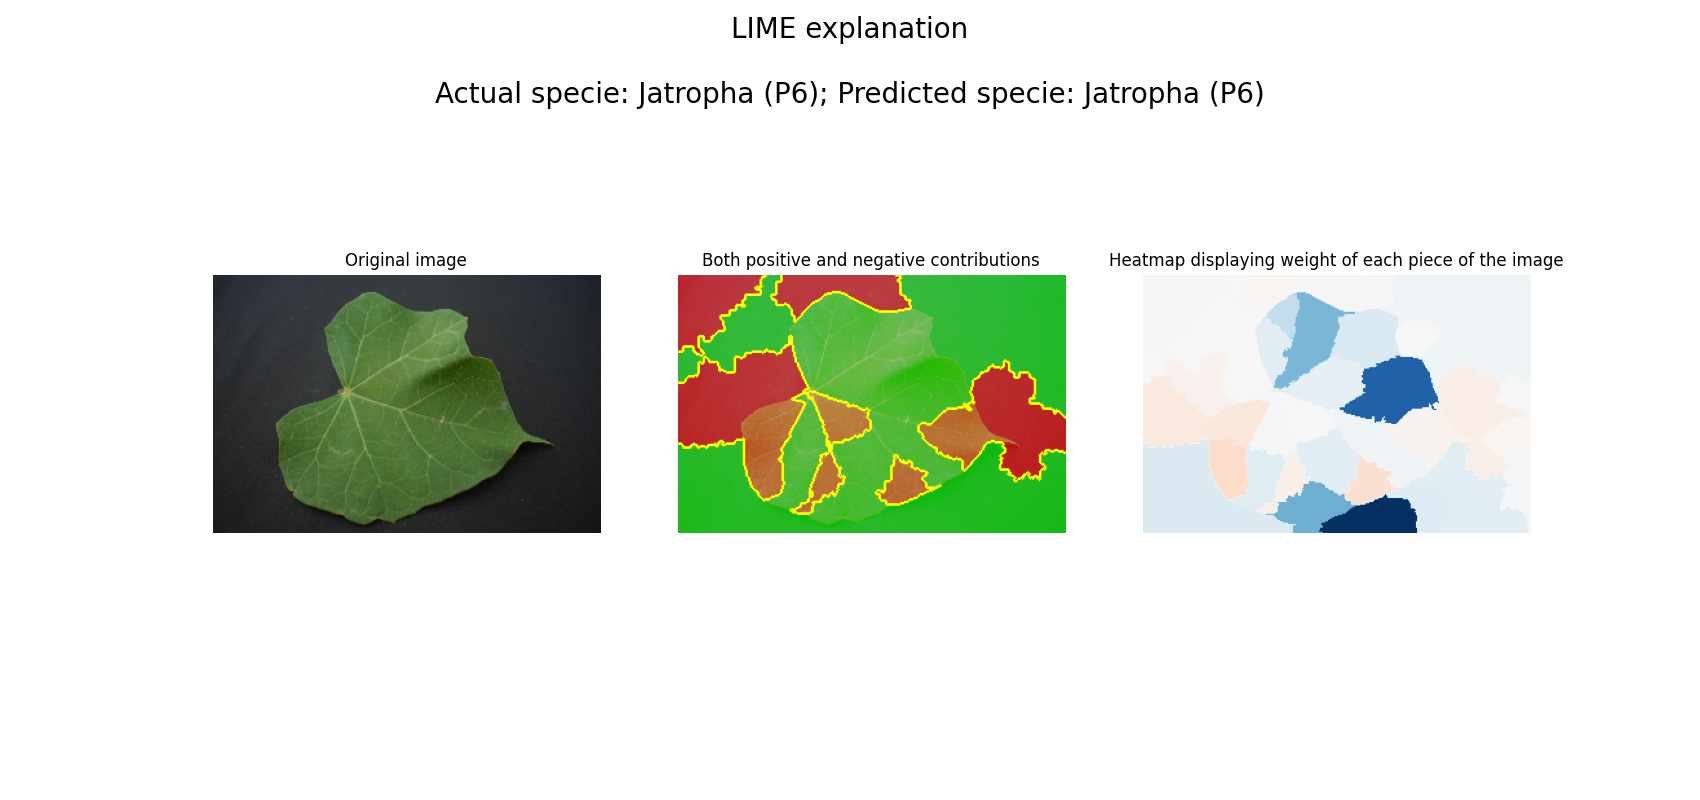 LIME explanation
Actual specie: Jatropha (P6); Predicted specie: Jatropha (P6)
Original image
Both positive and negative contributions
Heatmap displaying weight of each piece of the image